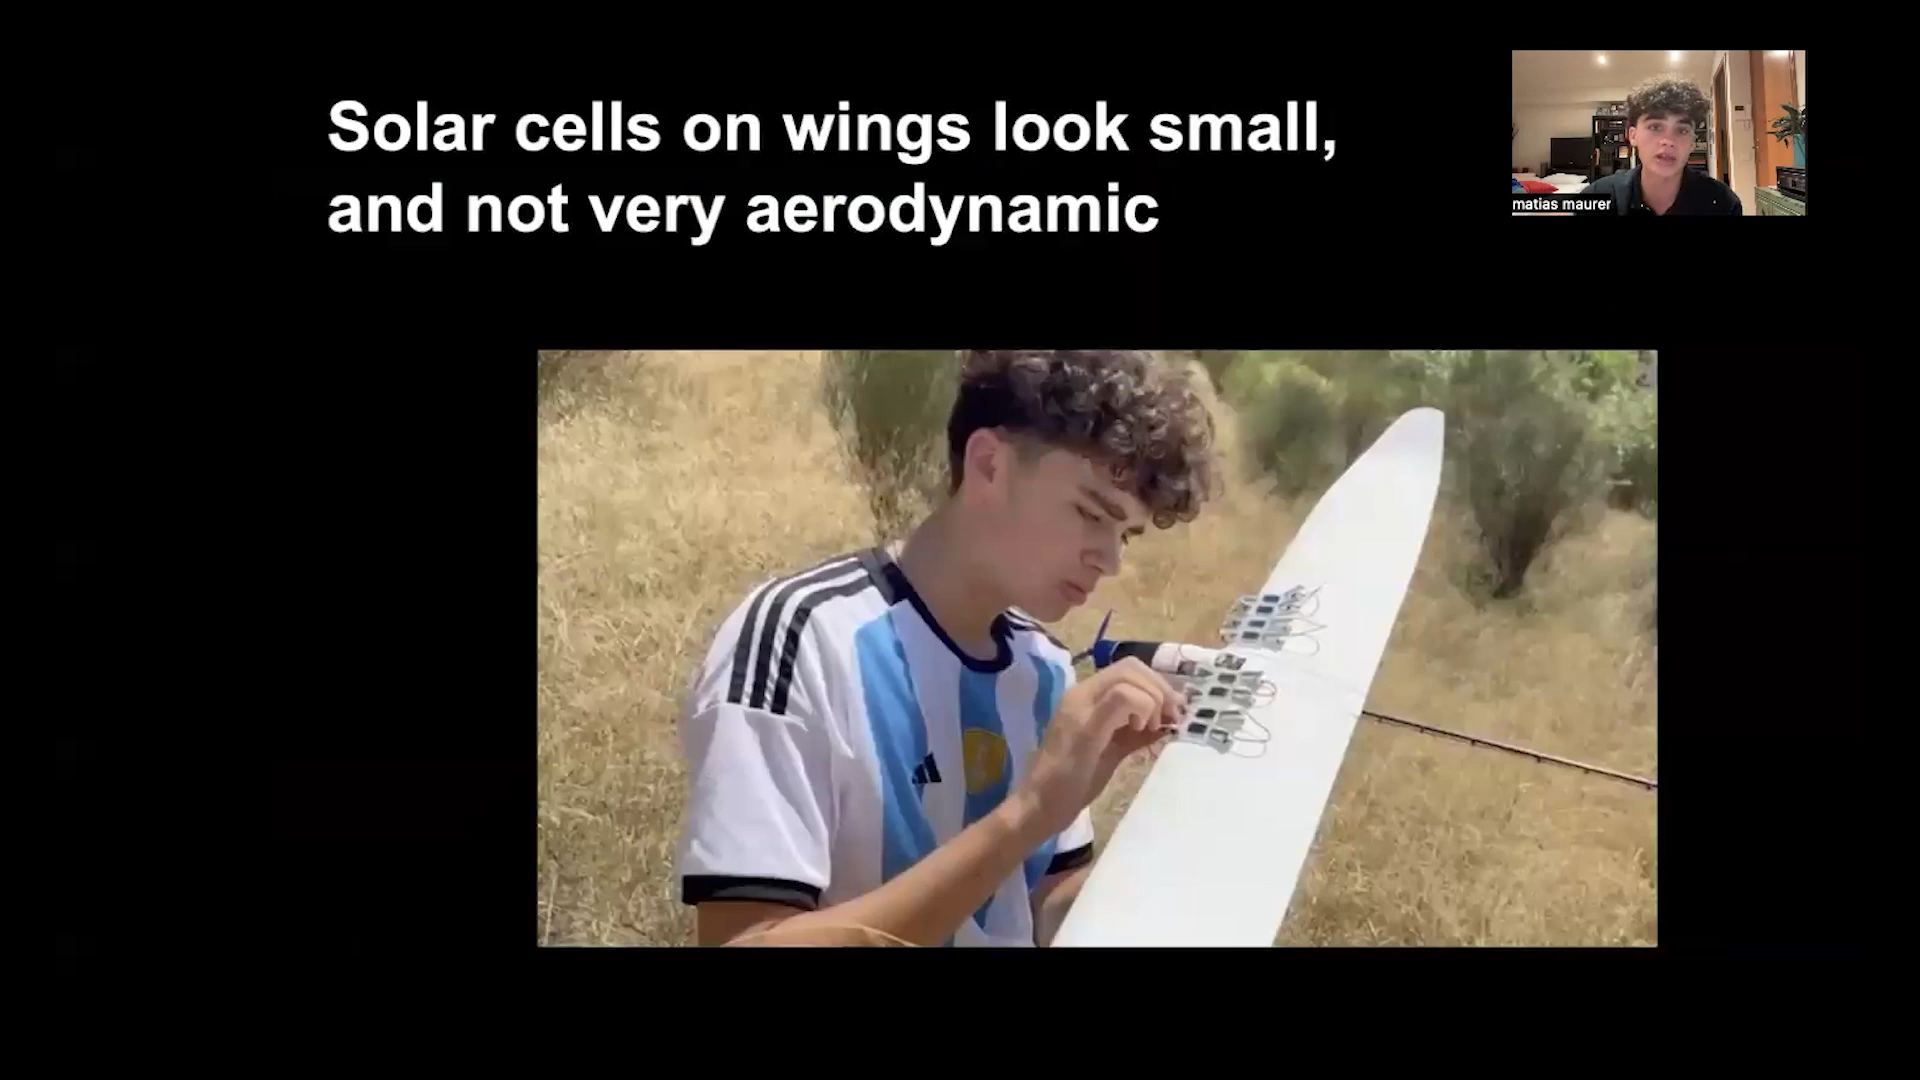 Solar cells on wings look small,
and not very aerodynamic
matias maurer